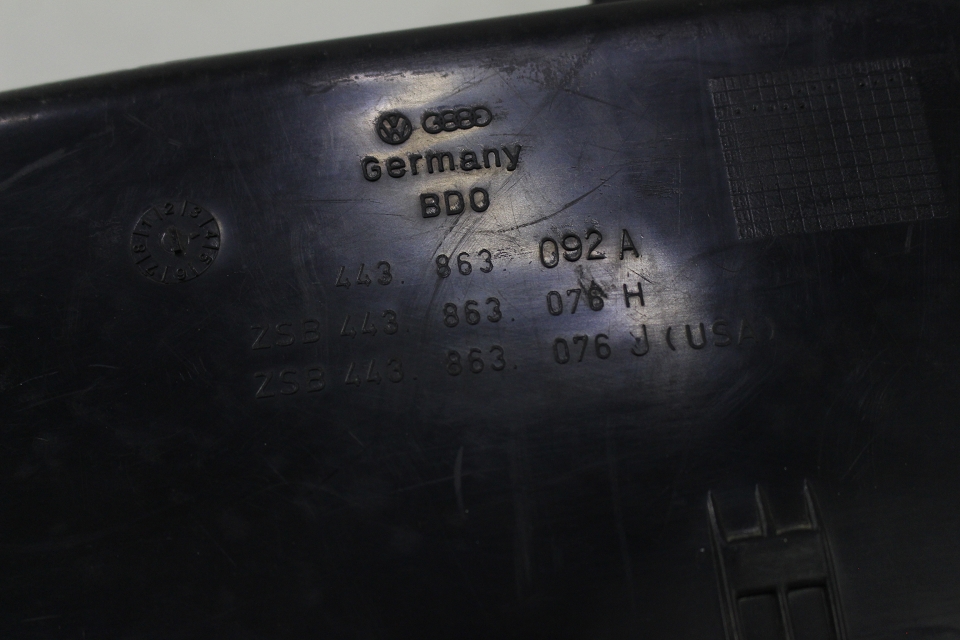 Germany
BDO
443. 863. 092 A
ZSB 443. 863. 076 H
ZSB 443. 863. 076 J (USA)